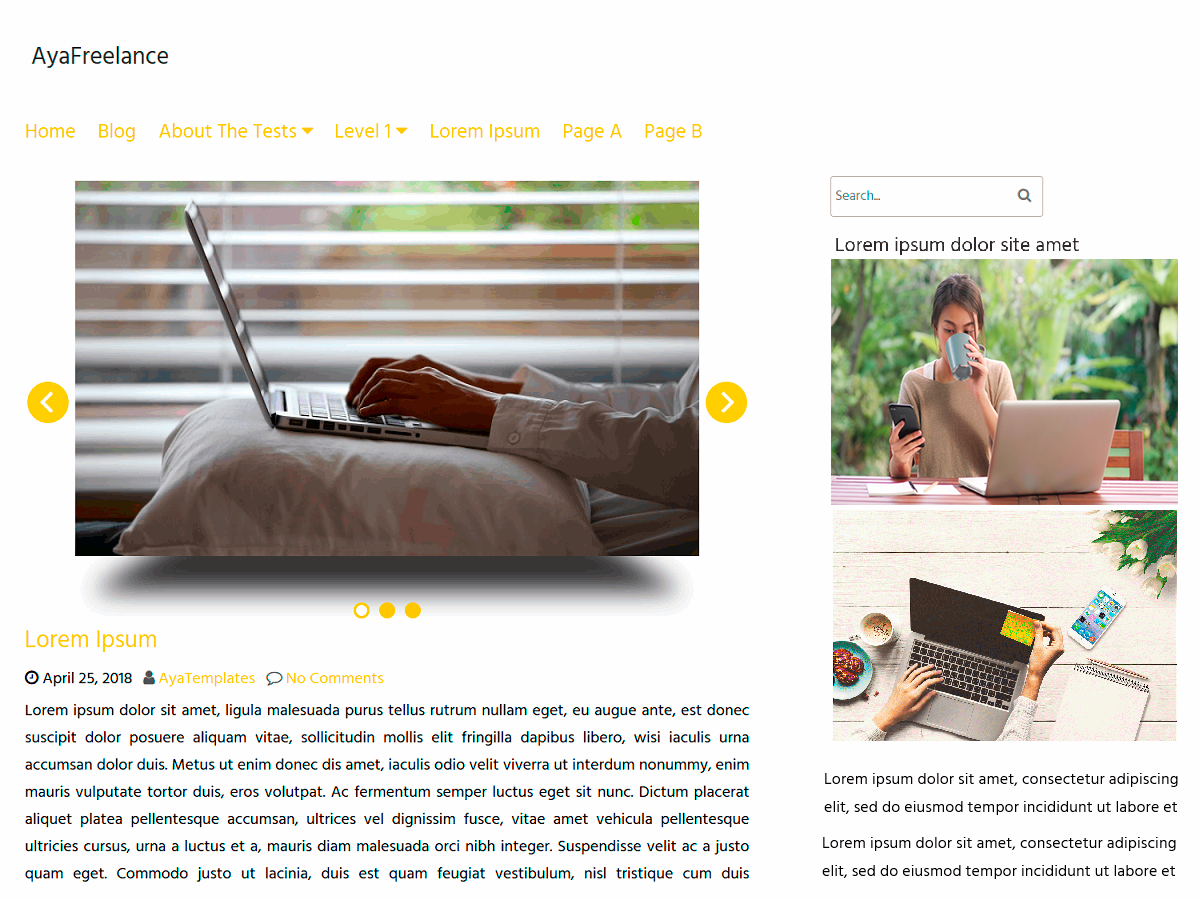 AyaFreelance
Home Blog About The Tests Level 1 Lorem Ipsum Page A Page B
Search...
Lorem ipsum dolor site amet
Lorem Ipsum
April 25, 2018 AyaTemplates No Comments
Lorem ipsum dolor sit amet, ligula malesuada purus tellus rutrum nullam eget, eu augue ante, est donec
suscipit dolor posuere aliquam vitae, sollicitudin mollis elit fringilla dapibus libero, wisi iaculis urna
accumsan dolor duis. Metus ut enim donec dis amet, iaculis odio velit viverra ut interdum nonummy, enim
mauris vulputate tortor duis, eros volutpat. Ac fermentum semper luctus eget sit nunc. Dictum placerat
aliquet platea pellentesque accumsan, ultrices vel dignissim fusce, vitae amet vehicula pellentesque
ultricies cursus, urna a luctus et a, mauris diam malesuada orci nibh integer. Suspendisse velit ac a justo
quam eget. Commodo justo ut lacinia, duis est quam feugiat vestibulum, nisl tristique cum duis
Lorem ipsum dolor sit amet, consectetur adipiscing
elit, sed do eiusmod tempor incididunt ut labore et
Lorem ipsum dolor sit amet, consectetur adipiscing
elit, sed do eiusmod tempor incididunt ut labore et